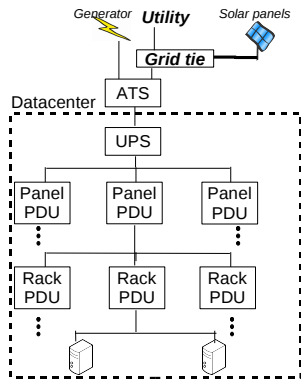 Generator Utility Solar panels
Grid tie
ATS
Datacenter
UPS
Panel PDU Panel PDU Panel PDU
Rack PDU Rack PDU Rack PDU